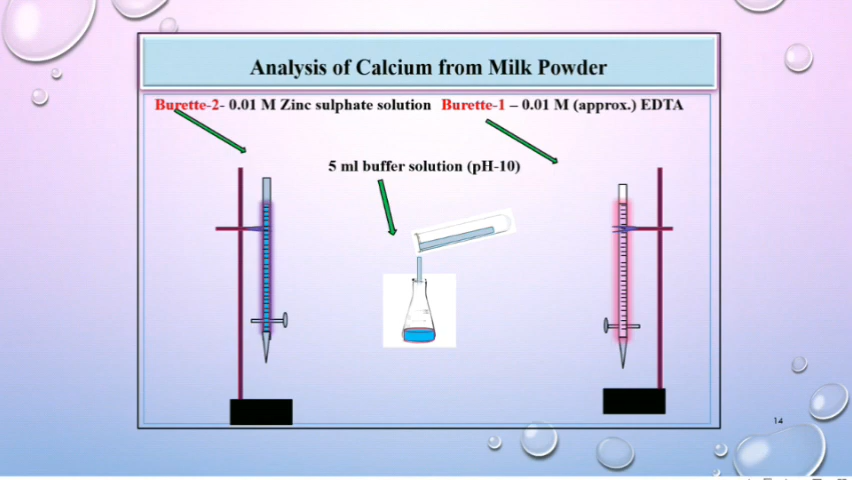 Analysis of Calcium from Milk Powder
Burette-2- 0.01 M Zinc sulphate solution Burette-1 – 0.01 M (approx.) EDTA
5 ml buffer solution (pH-10)
14